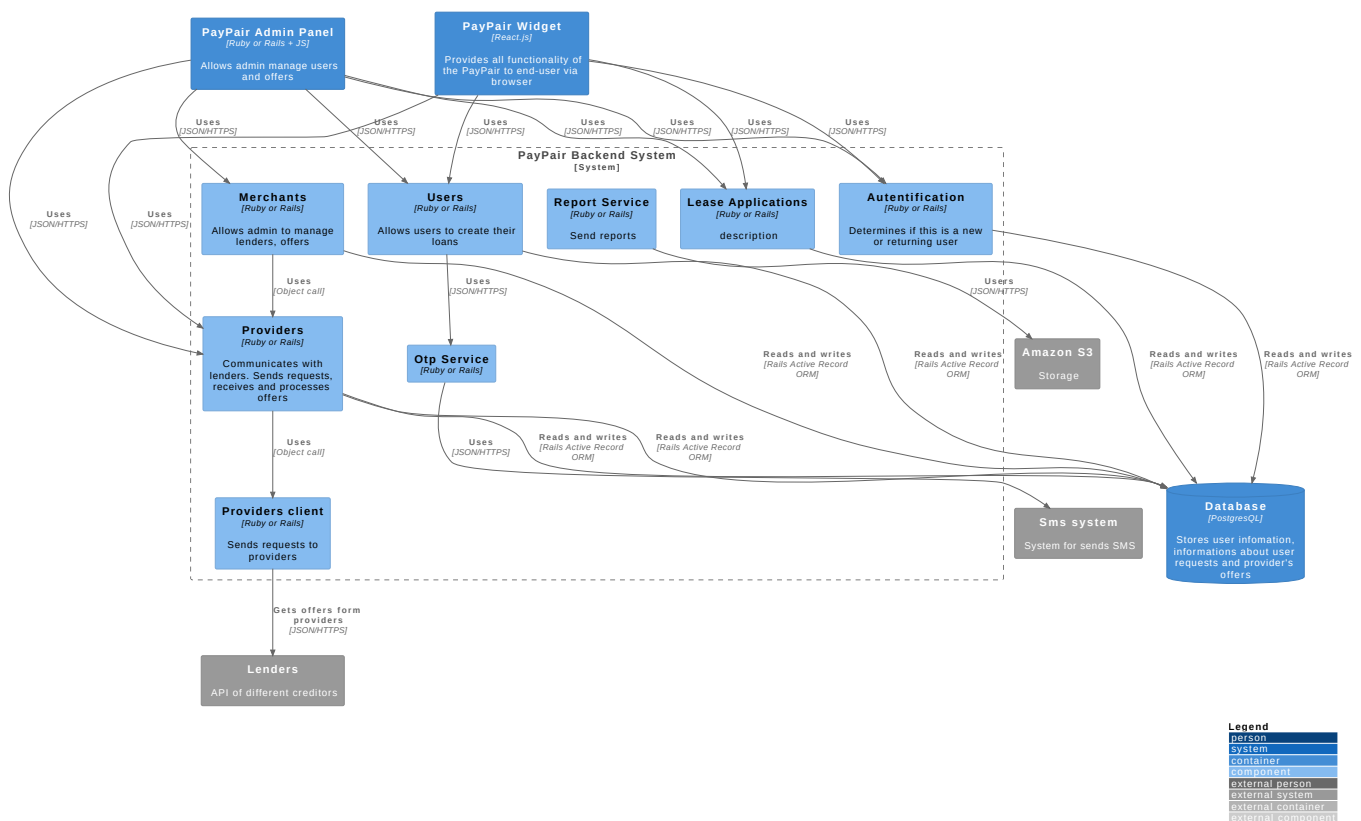 PayPair Admin Panel
[Ruby or Rails + JS]
Allows admin manage users
and offers
PayPair Widget
[React.js]
Provides all functionality of
the PayPair to end-user via
browser
Uses
[JSON/HTTPS]
Uses
[JSON/HTTPS]
Uses
[JSON/HTTPS]
Uses
[JSON/HTTPS]
Uses
[JSON/HTTPS]
Uses
[JSON/HTTPS]
Uses
[JSON/HTTPS]
PayPair Backend System
[System]
Merchants
[Ruby or Rails]
Allows admin to manage
lenders, offers
Users
[Ruby or Rails]
Allows users to create their
loans
Report Service
[Ruby or Rails]
Send reports
Lease Applications
[Ruby or Rails]
description
Autentification
[Ruby or Rails]
Determines if this is a new
or returning user
Uses
[JSON/HTTPS]
Uses
[JSON/HTTPS]
Uses
[Object call]
Uses
[JSON/HTTPS]
Users
[JSON/HTTPS]
Providers
[Ruby or Rails]
Communicates with
lenders. Sends requests,
receives and processes
offers
Otp Service
[Ruby or Rails]
Reads and writes
[Rails Active Record
ORM]
Reads and writes
[Rails Active Record
ORM]
Amazon S3
Storage
Reads and writes
[Rails Active Record
ORM]
Reads and writes
[Rails Active Record
ORM]
Uses
[Object call]
Uses
[JSON/HTTPS]
Reads and writes
[Rails Active Record
ORM]
Reads and writes
[Rails Active Record
ORM]
Providers client
[Ruby or Rails]
Sends requests to
providers
Sms system
System for sends SMS
Database
[PostgresQL]
Stores user infomation,
informations about user
requests and provider's
offers
Gets offers form
providers
[JSON/HTTPS]
Lenders
API of different creditors
Legend
person
system
container
component
external person
external system
external container
external component